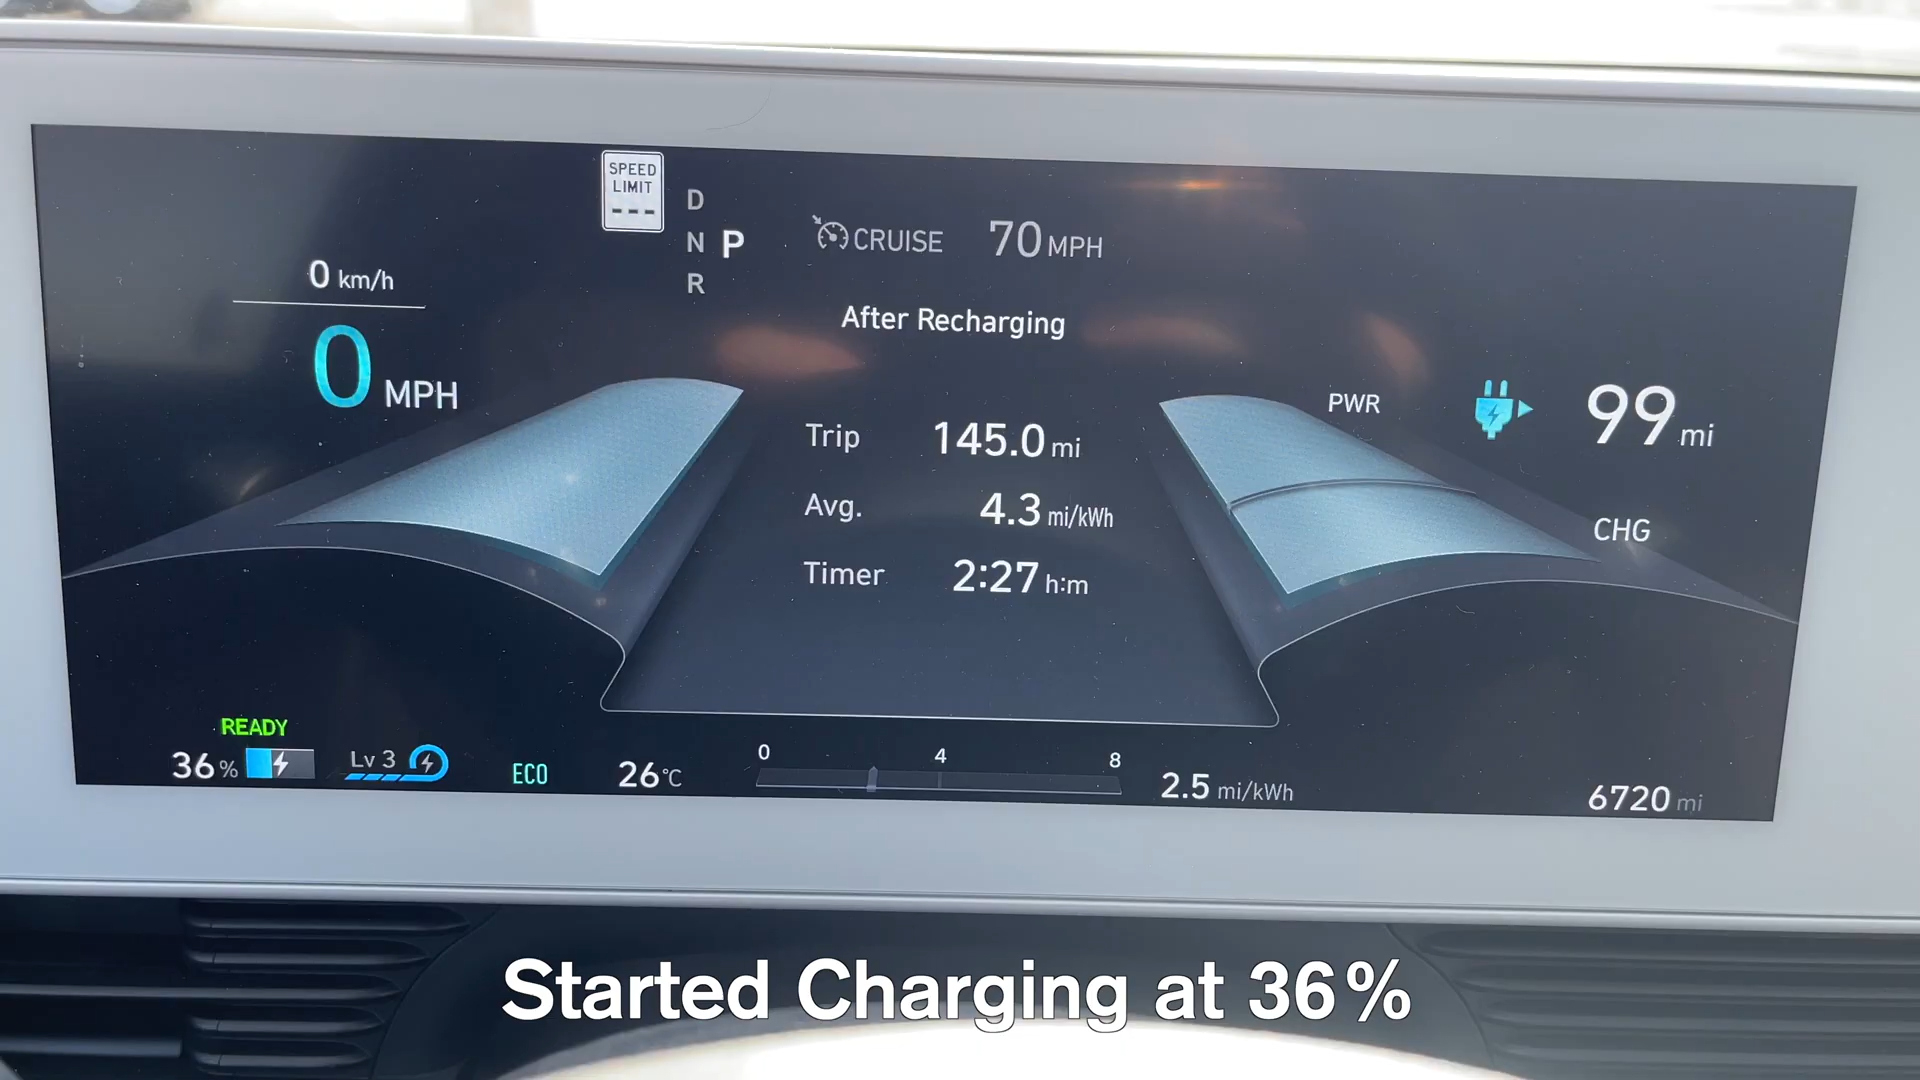 SPEED
LIMIT
---
D
N P
R
CRUISE 70 MPH
0 km/h
0 MPH
After Recharging
Trip 145.0 mi
Avg. 4.3 mi/kWh
Timer 2:27 h:m
PWR
99 mi
CHG
READY
36%
Lv 3
ECO
26°C
0 4 8
2.5 mi/kWh
6720 mi
Started Charging at 36%